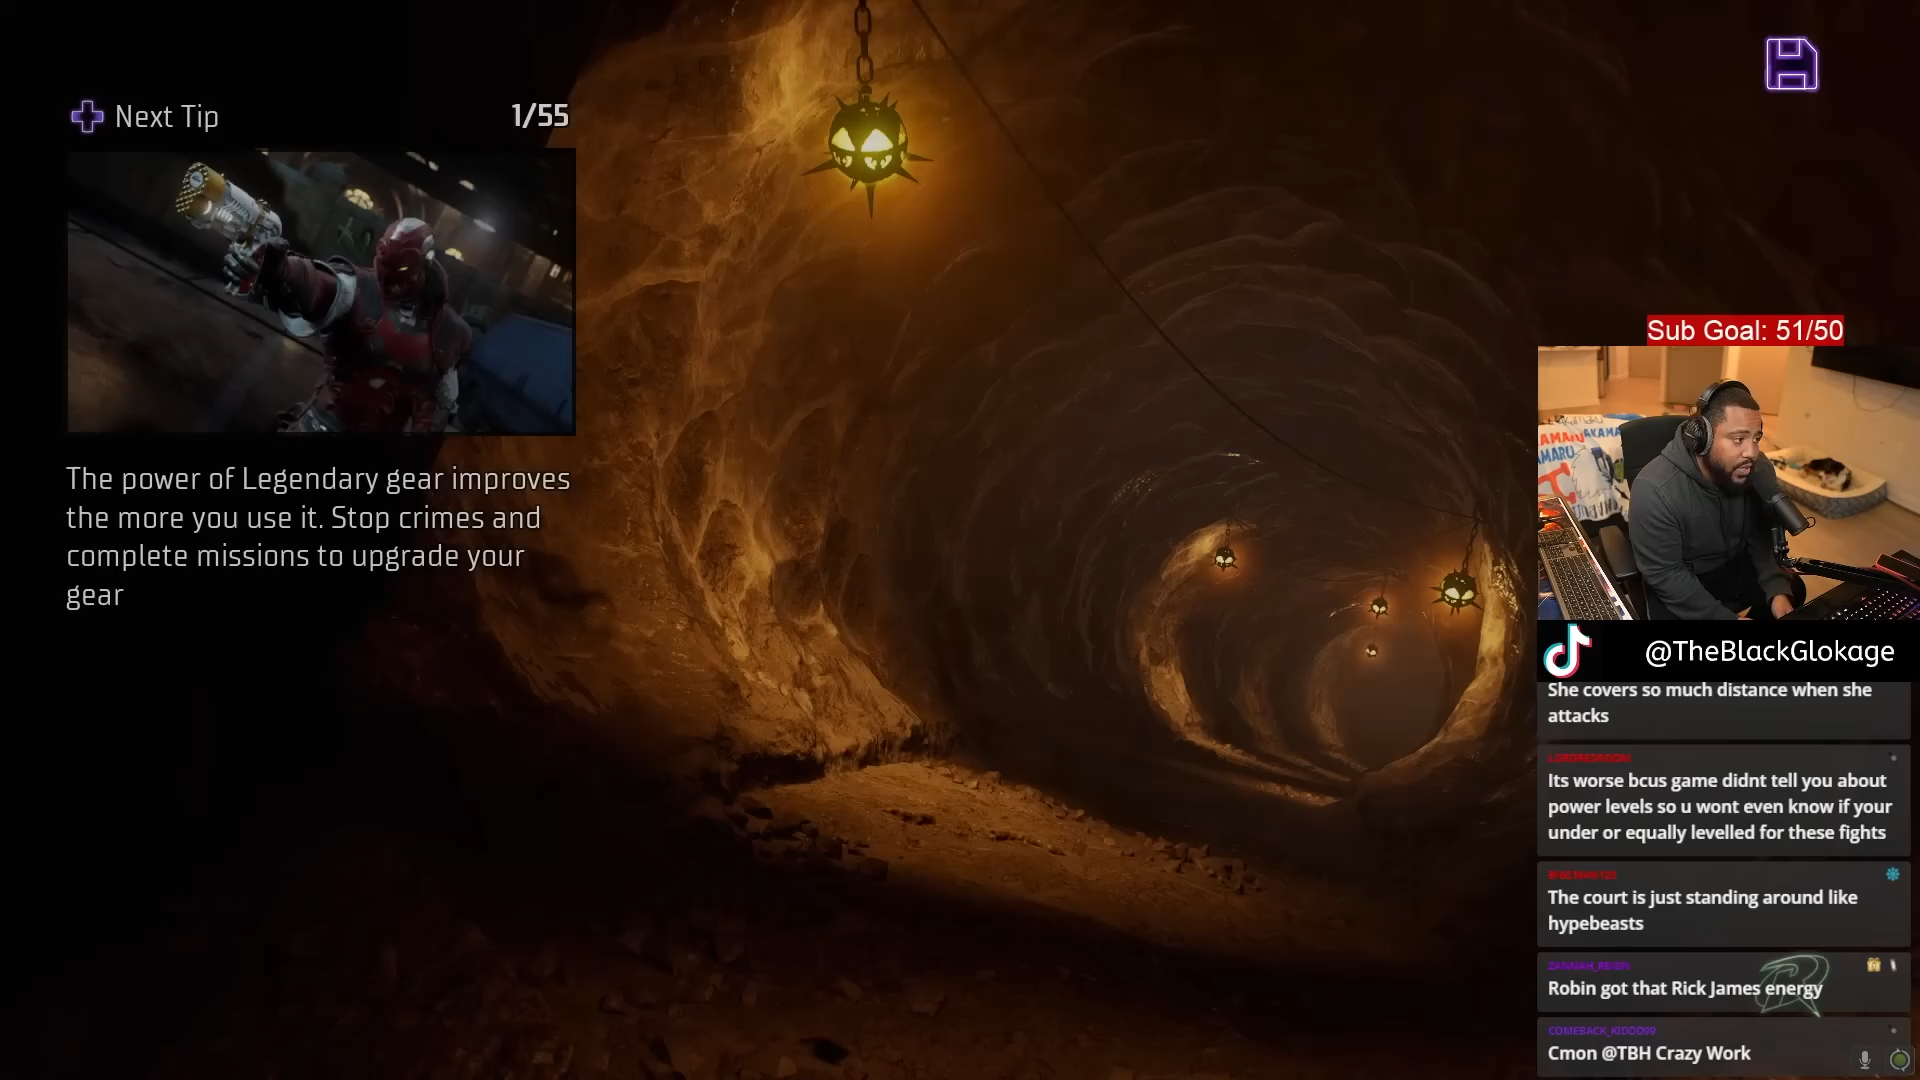 Next Tip
1/55
The power of Legendary gear improves
the more you use it. Stop crimes and
complete missions to upgrade your
gear
Sub Goal: 51/50
@TheBlackGlokage
She covers so much distance when she
attacks
Its worse bcus game didnt tell you about
power levels so u wont even know if your
under or equally levelled for these fights
The court is just standing around like
hypebeasts
ZANNAH_REIGN
Robin got that Rick James energy
COMEBACK_KIDDO99
Cmon @TBH Crazy Work